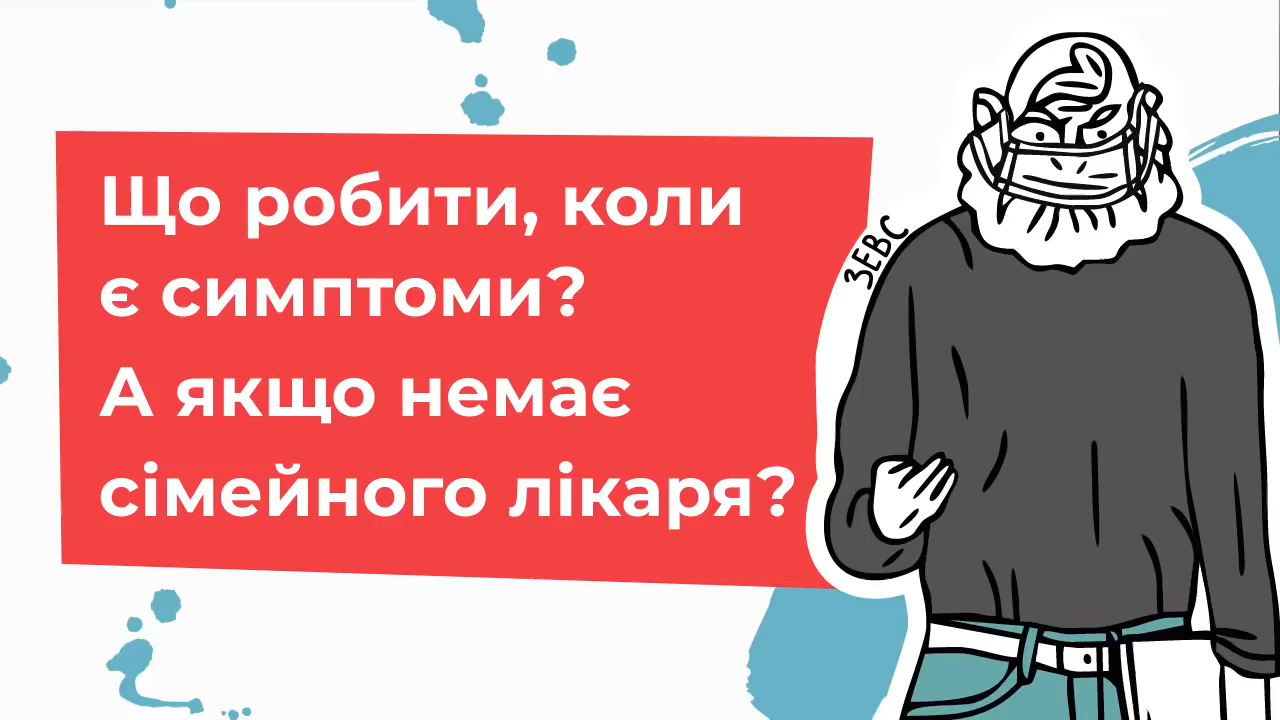 Що робити, коли
є симптоми?
А якщо немає
сімейного лікаря?
ЗЕВС